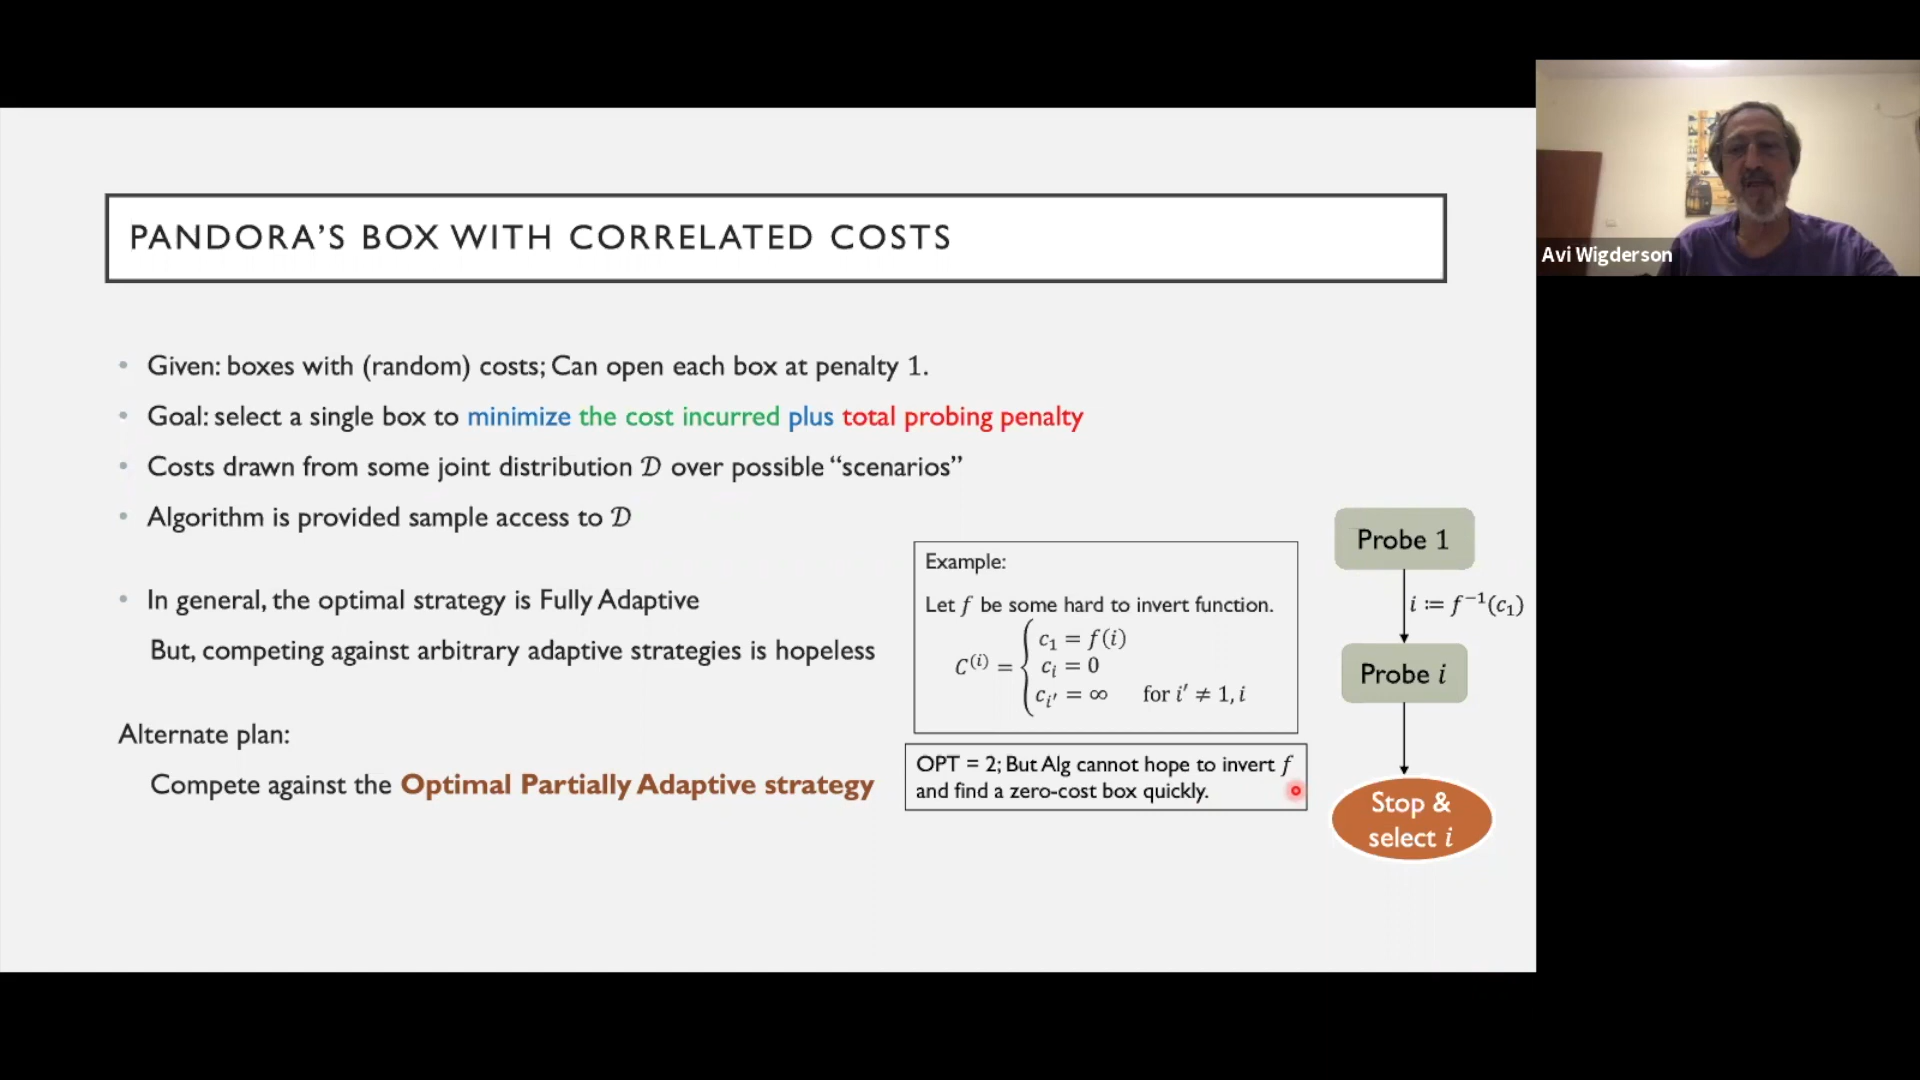 PANDORA'S BOX WITH CORRELATED COSTS
Avi Wigderson
• Given: boxes with (random) costs; Can open each box at penalty 1.
• Goal: select a single box to minimize the cost incurred plus total probing penalty
• Costs drawn from some joint distribution 𝒟 over possible “scenarios”
• Algorithm is provided sample access to 𝒟
• In general, the optimal strategy is Fully Adaptive
But, competing against arbitrary adaptive strategies is hopeless
Alternate plan:
Compete against the Optimal Partially Adaptive strategy
Example:
Let f be some hard to invert function.
C⁽ⁱ⁾ = { c₁ = f(i)
cᵢ = 0
cᵢ′ = ∞ for i′ ≠ 1, i
OPT = 2; But Alg cannot hope to invert f
and find a zero-cost box quickly.
Probe 1
i ≔ f⁻¹(c₁)
Probe i
Stop &
select i